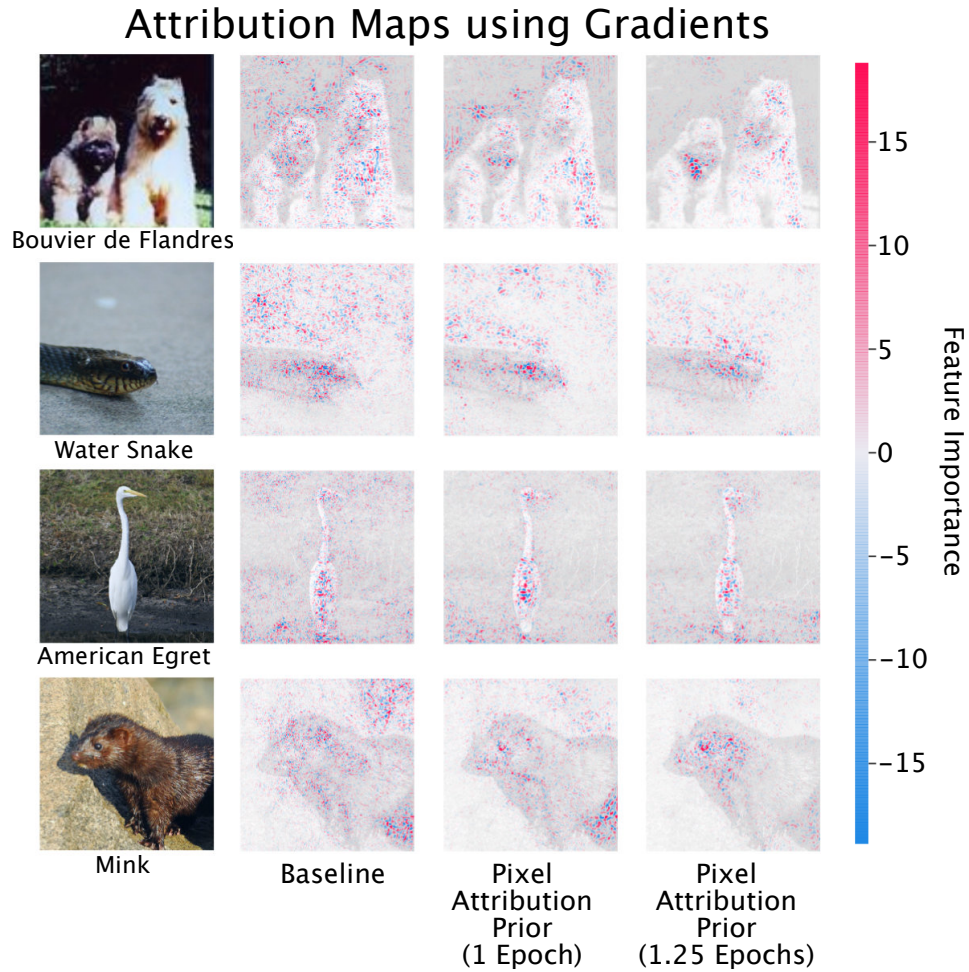 Attribution Maps using Gradients
Bouvier de Flandres
Water Snake
American Egret
Mink
Baseline
Pixel
Attribution
Prior
(1 Epoch)
Pixel
Attribution
Prior
(1.25 Epochs)
15
10
5
0
−5
−10
−15
Feature Importance